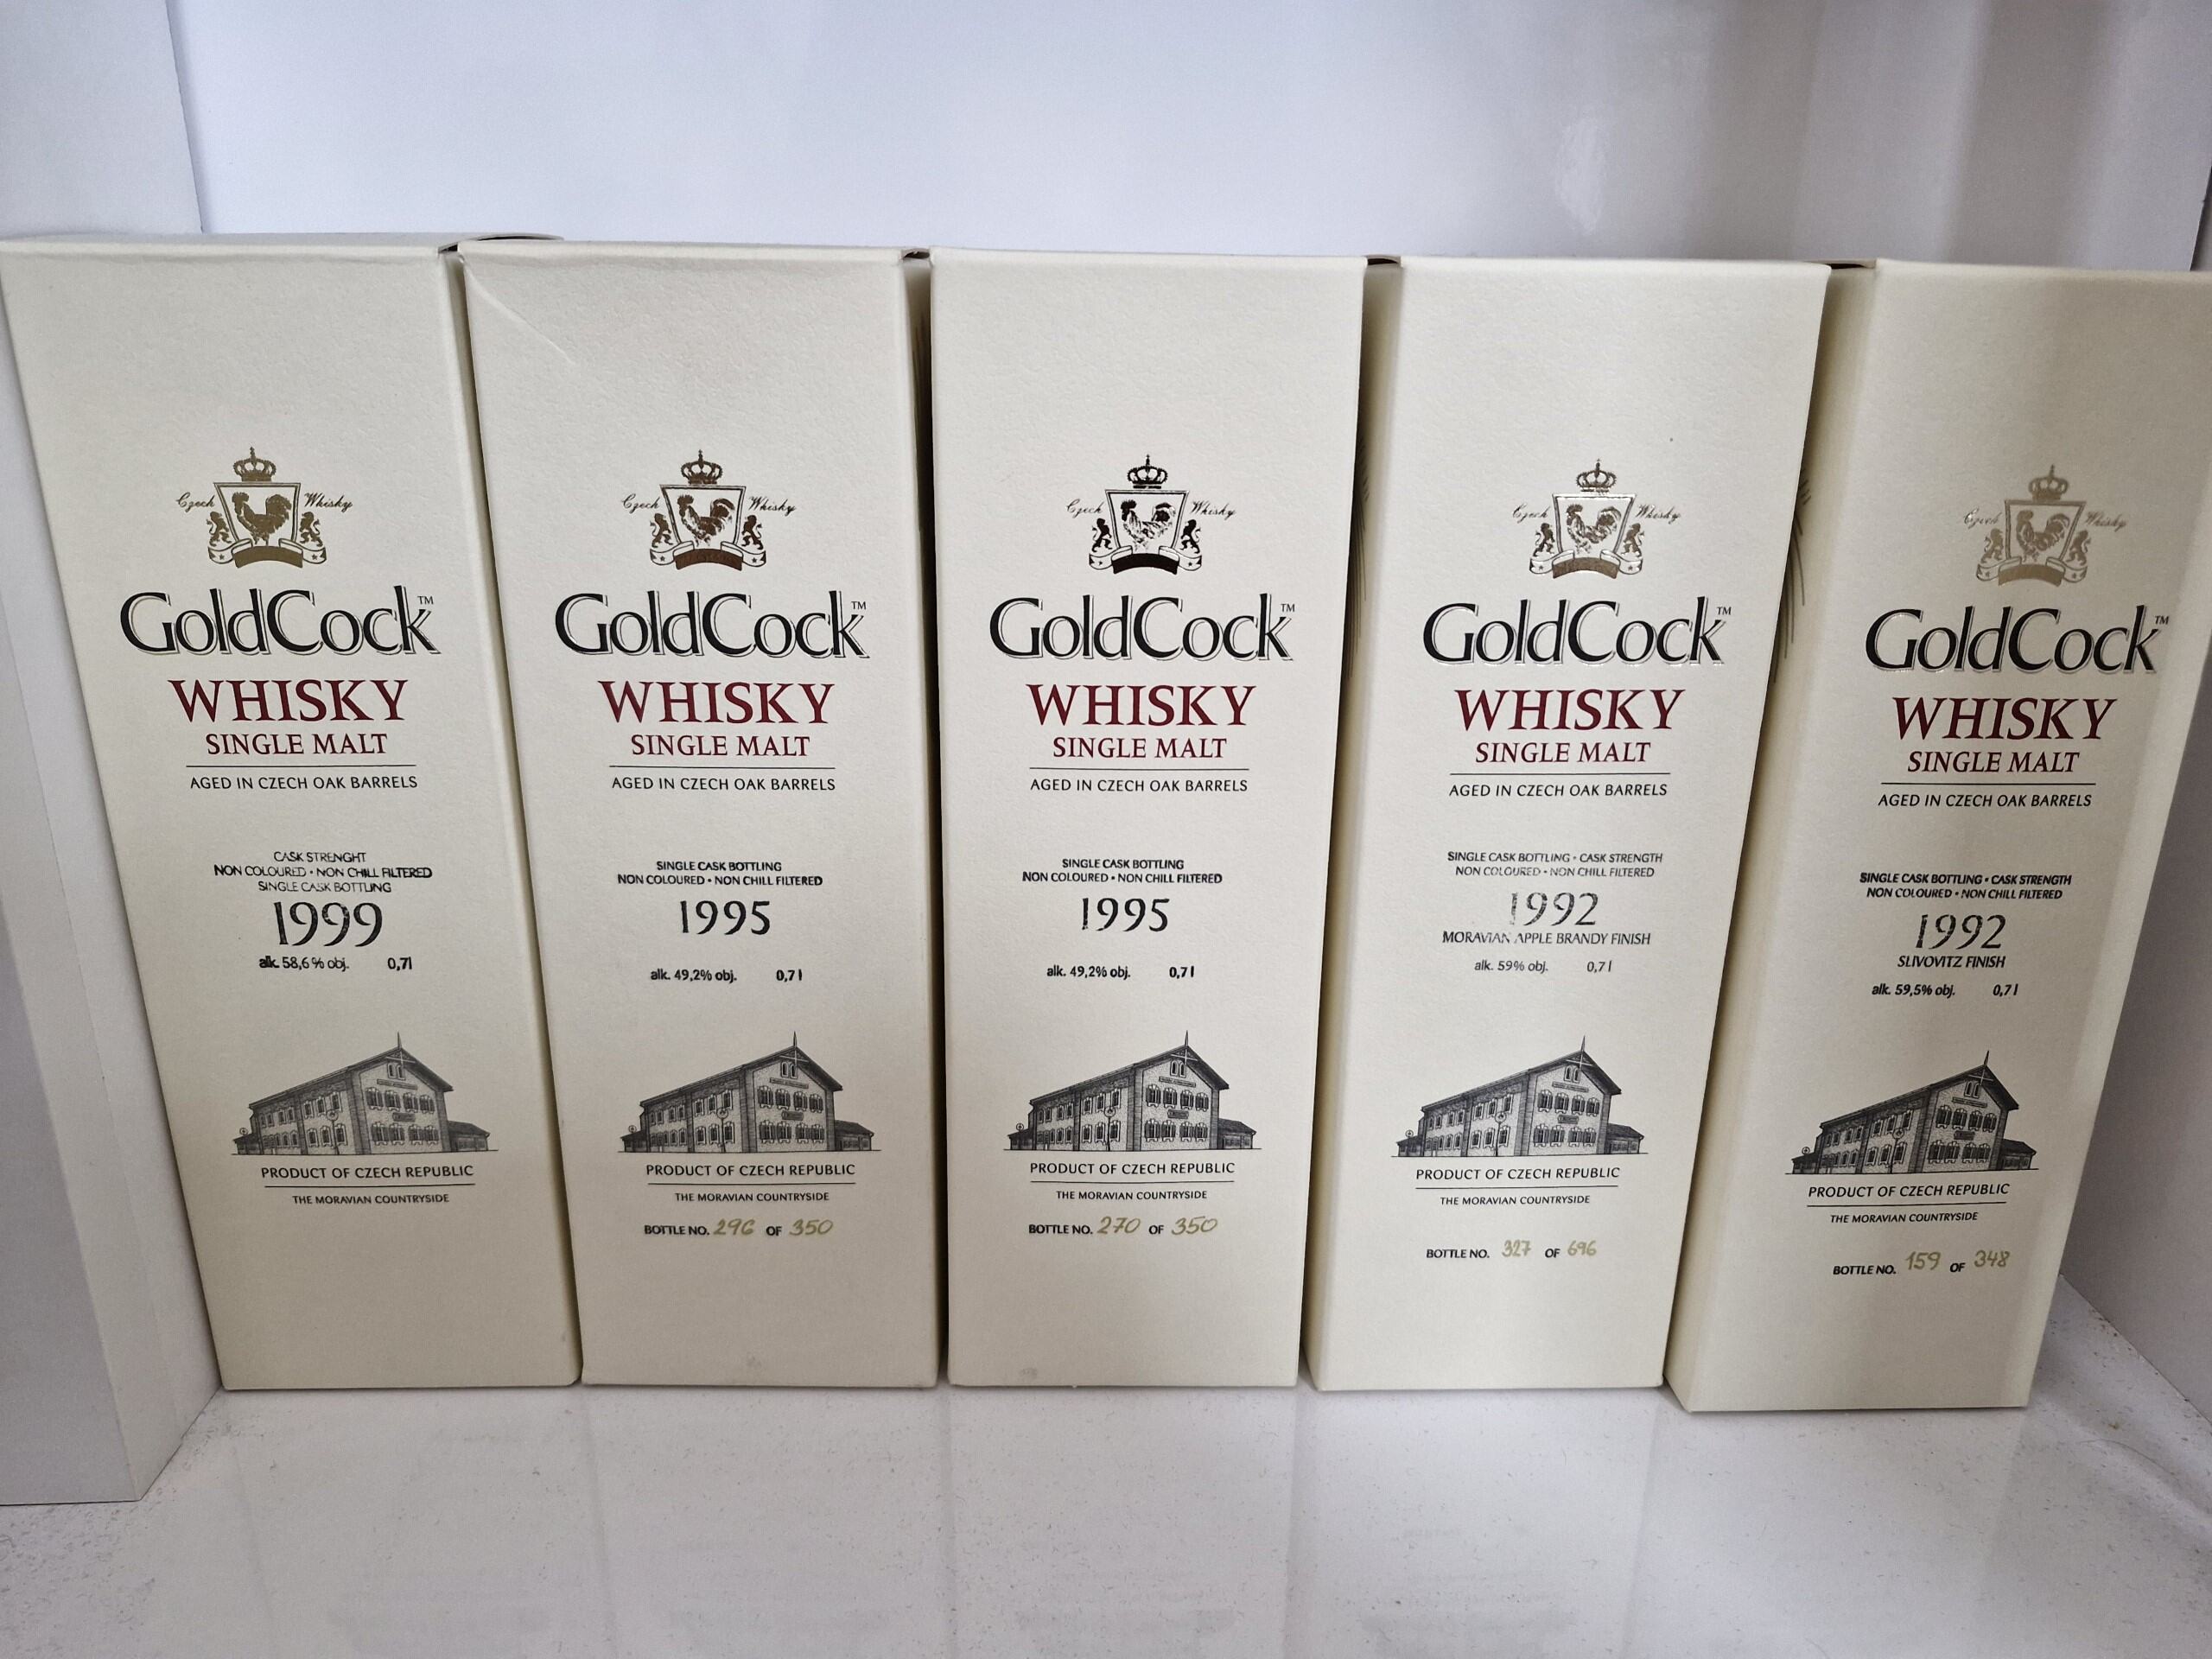 Czech Whisky
GoldCock™
WHISKY
SINGLE MALT
AGED IN CZECH OAK BARRELS
CASK STRENGHT
NON COLOURED • NON CHILL FILTERED
SINGLE CASK BOTTLING
1999
alk. 58,6 % obj. 0,7l
PRODUCT OF CZECH REPUBLIC
THE MORAVIAN COUNTRYSIDE
Czech Whisky
GoldCock™
WHISKY
SINGLE MALT
AGED IN CZECH OAK BARRELS
SINGLE CASK BOTTLING
NON COLOURED • NON CHILL FILTERED
1995
alk. 49,2% obj. 0,7 l
PRODUCT OF CZECH REPUBLIC
THE MORAVIAN COUNTRYSIDE
BOTTLE NO. 296 OF 350
Czech Whisky
GoldCock™
WHISKY
SINGLE MALT
AGED IN CZECH OAK BARRELS
SINGLE CASK BOTTLING
NON COLOURED • NON CHILL FILTERED
1995
alk. 49,2% obj. 0,7 l
PRODUCT OF CZECH REPUBLIC
THE MORAVIAN COUNTRYSIDE
BOTTLE NO. 270 OF 350
Czech Whisky
GoldCock™
WHISKY
SINGLE MALT
AGED IN CZECH OAK BARRELS
SINGLE CASK BOTTLING • CASK STRENGTH
NON COLOURED • NON CHILL FILTERED
1992
MORAVIAN APPLE BRANDY FINISH
alk. 59% obj. 0,7 l
PRODUCT OF CZECH REPUBLIC
THE MORAVIAN COUNTRYSIDE
BOTTLE NO. 327 OF 696
Czech Whisky
GoldCock™
WHISKY
SINGLE MALT
AGED IN CZECH OAK BARRELS
SINGLE CASK BOTTLING • CASK STRENGTH
NON COLOURED • NON CHILL FILTERED
1992
SLIVOVITZ FINISH
alk. 59,5% obj. 0,7 l
PRODUCT OF CZECH REPUBLIC
THE MORAVIAN COUNTRYSIDE
BOTTLE NO. 159 OF 348